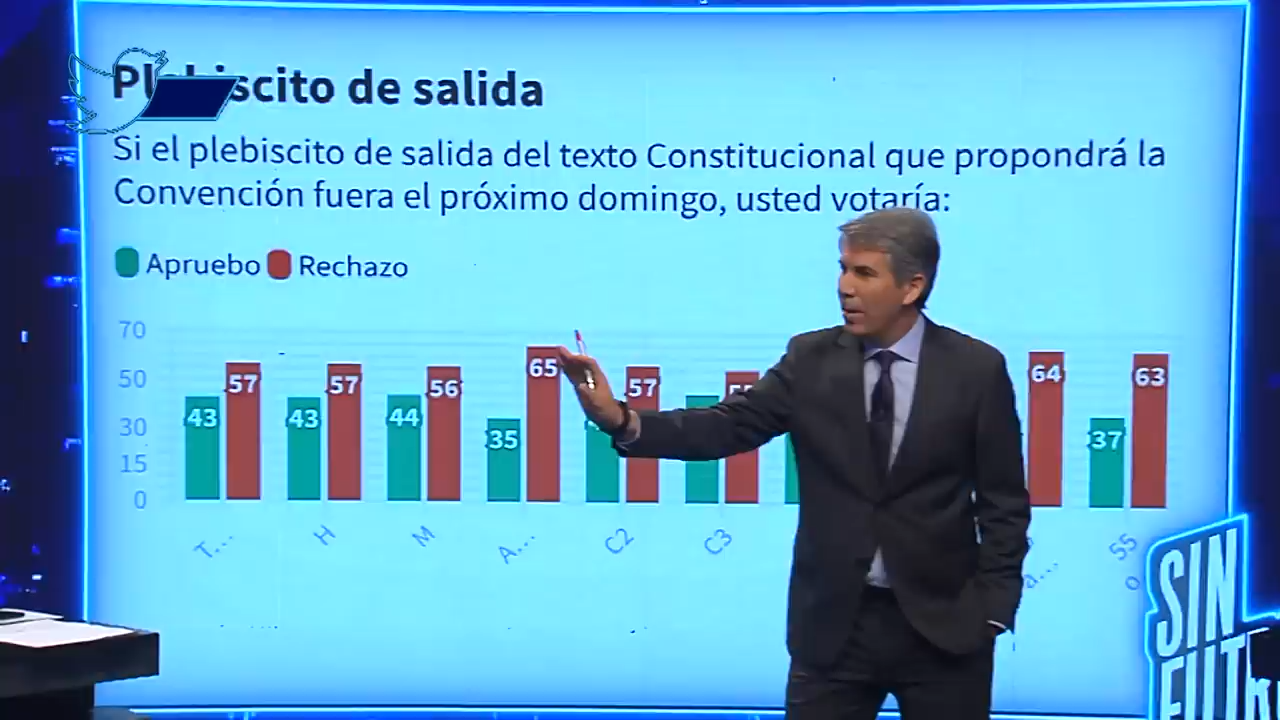 de salida
Si el plebiscito de salida del texto Constitucional que propondrá la
Convención fuera el próximo domingo, usted votaría:
Apruebo Rechazo
70
50
30
15
0
43 57 43 57 44 56 35 65 57 64 37 63
T... H M A... C2 C3 55
SIN